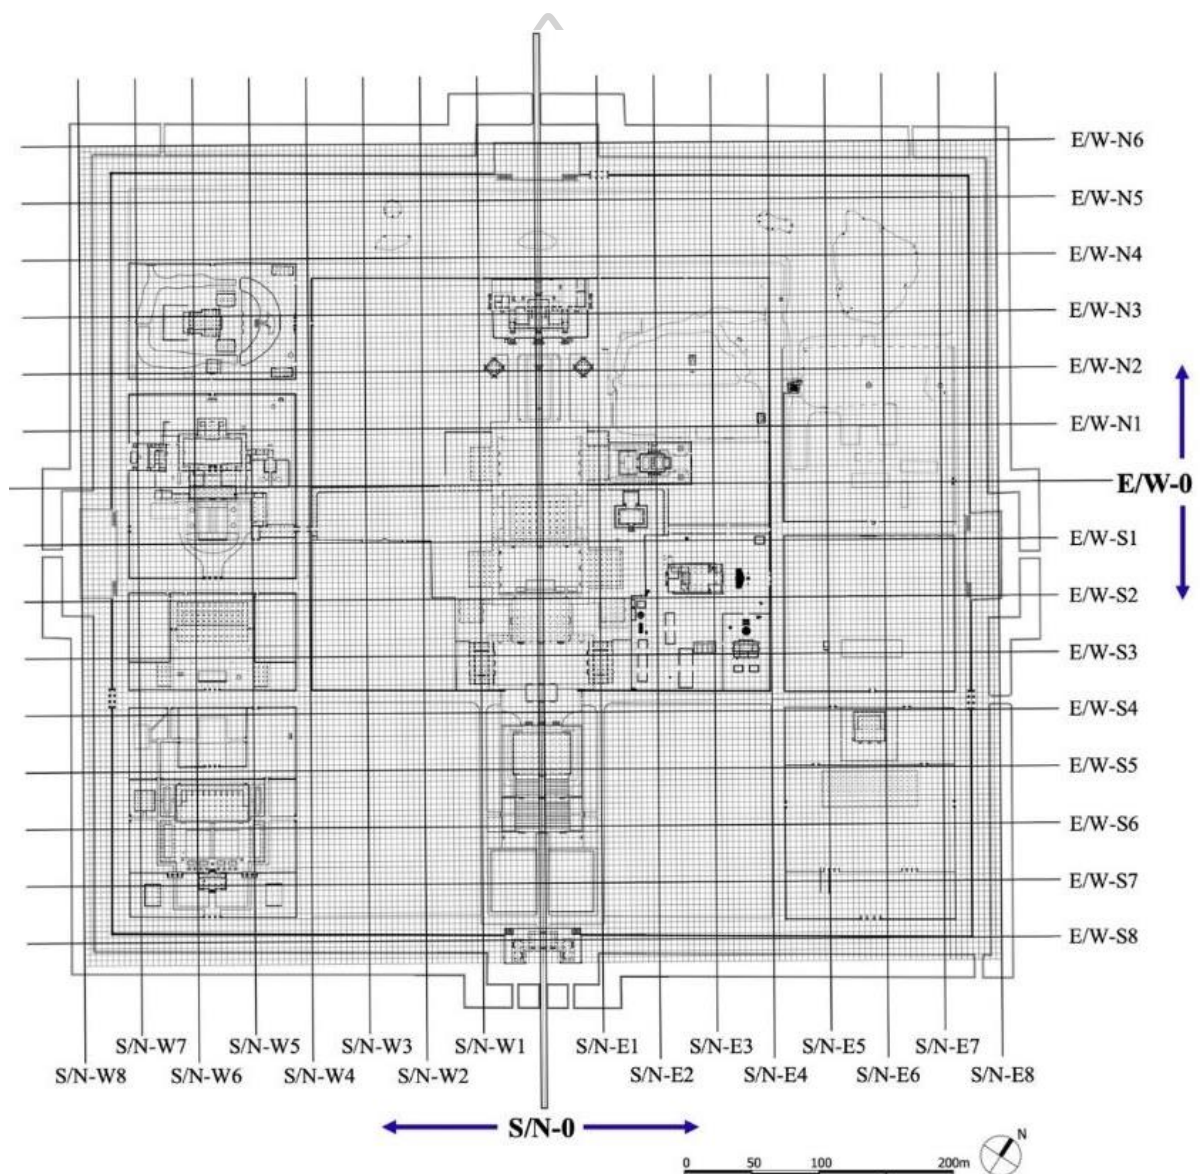 E/W-N6
E/W-N5
E/W-N4
E/W-N3
E/W-N2
E/W-N1
E/W-0
E/W-S1
E/W-S2
E/W-S3
E/W-S4
E/W-S5
E/W-S6
E/W-S7
E/W-S8
S/N-W7 S/N-W5 S/N-W3 S/N-W1 S/N-E1 S/N-E3 S/N-E5 S/N-E7
S/N-W8 S/N-W6 S/N-W4 S/N-W2 S/N-E2 S/N-E4 S/N-E6 S/N-E8
S/N-0
N
0 50 100 200m